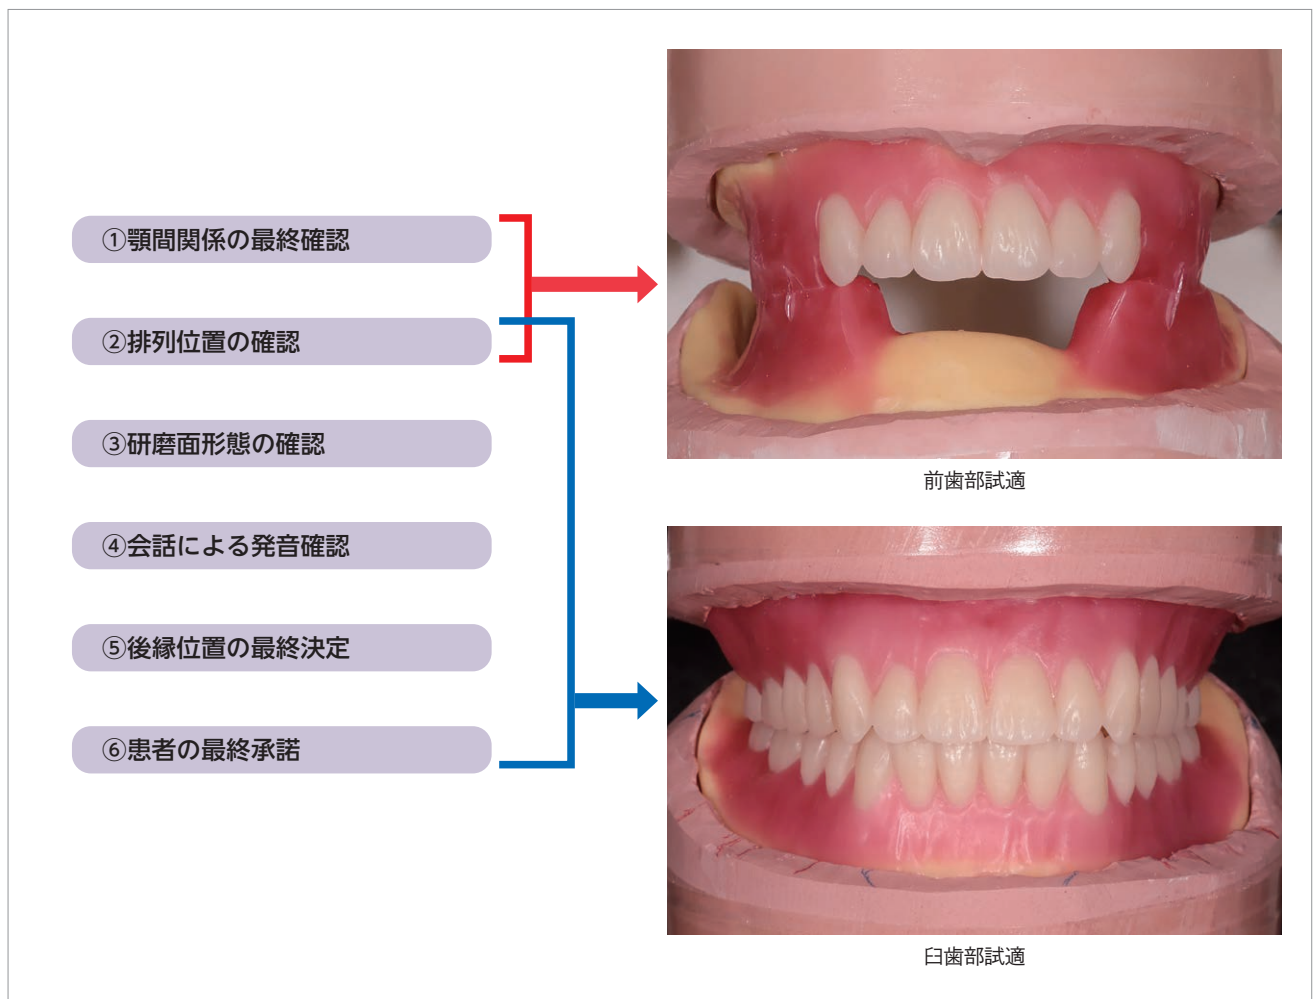 ①顎間関係の最終確認
②排列位置の確認
③研磨面形態の確認
④会話による発音確認
⑤後縁位置の最終決定
⑥患者の最終承諾
前歯部試適
臼歯部試適